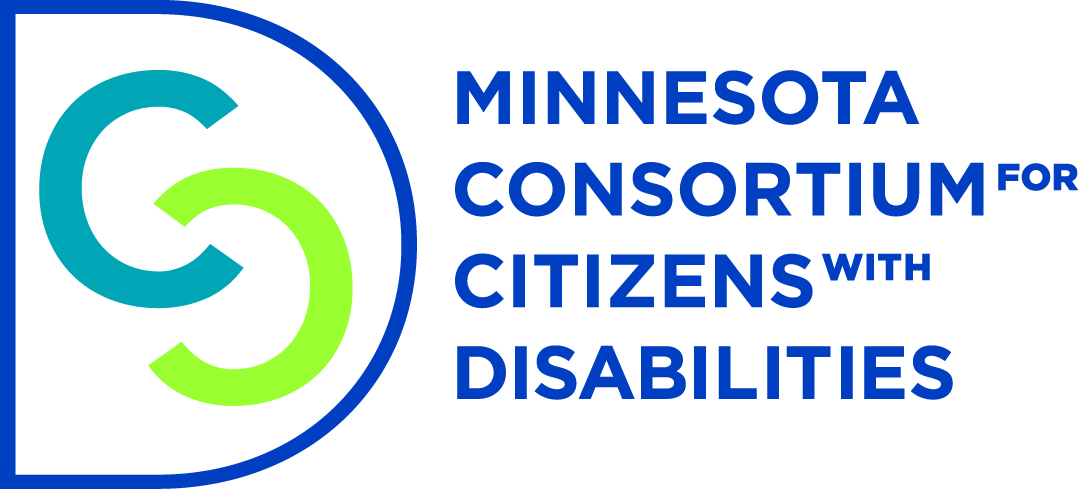 MINNESOTA
CONSORTIUM FOR
CITIZENS WITH
DISABILITIES